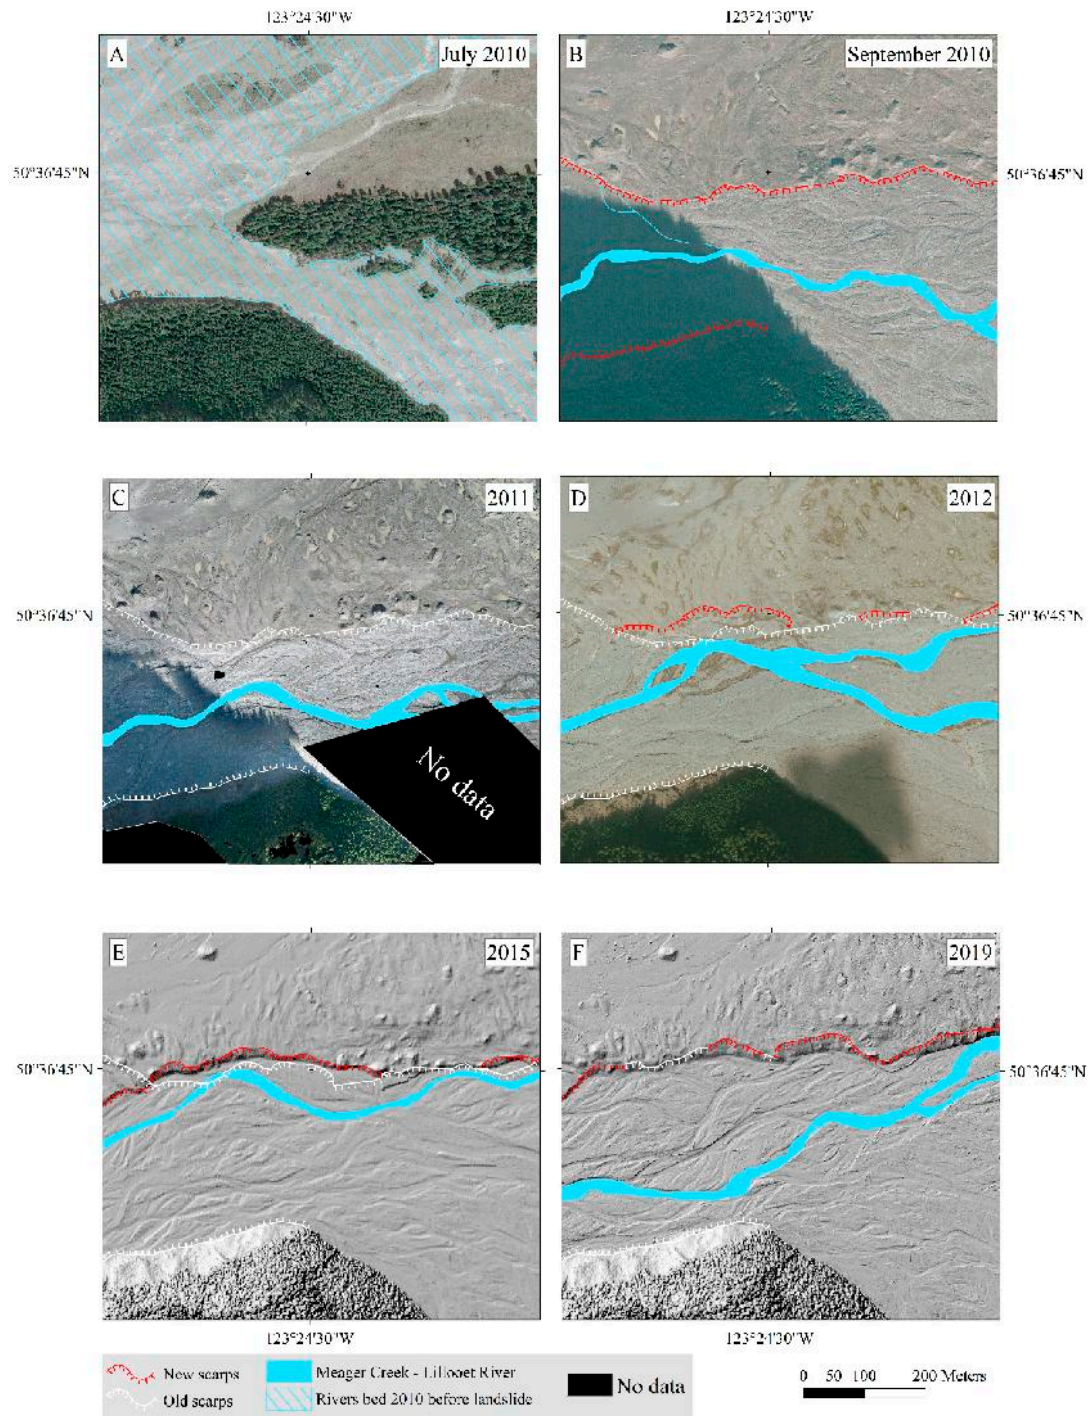 123°24'30"W 123°24'30"W
A July 2010 B September 2010
50°36'45"N 50°36'45"N
C 2011 D 2012
50°36'45"N 50°36'45"N
No data
E 2015 F 2019
50°36'45"N 50°36'45"N
123°24'30"W 123°24'30"W
New scarps Meager Creek - Lillooet River No data 0 50 100 200 Meters
Old scarps Rivers bed 2010 before landslide